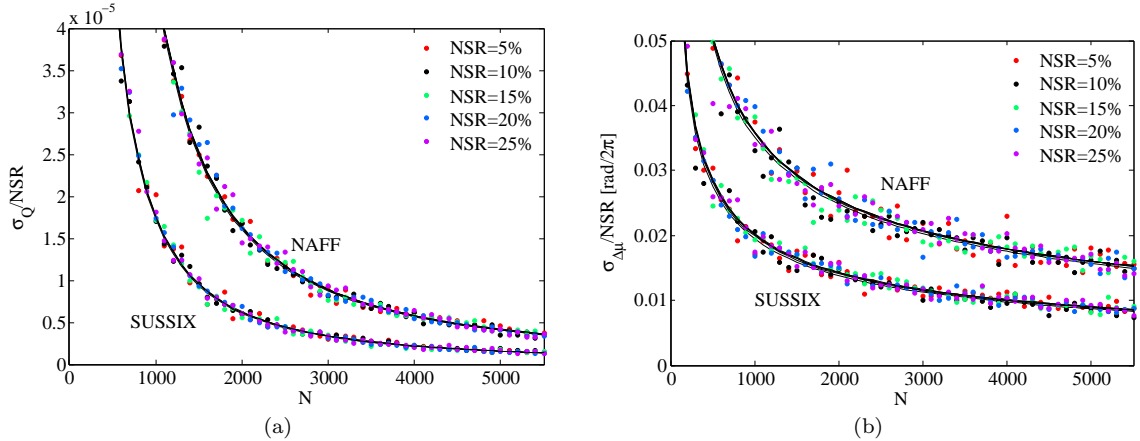 x 10⁻⁵
4
3.5
3
2.5
2
1.5
1
0.5
0
σ_Q/NSR
NSR=5%
NSR=10%
NSR=15%
NSR=20%
NSR=25%
NAFF
SUSSIX
0 1000 2000 3000 4000 5000
N
(a)
0.05
0.04
0.03
0.02
0.01
0
σ_Δμ/NSR [rad/2π]
NSR=5%
NSR=10%
NSR=15%
NSR=20%
NSR=25%
NAFF
SUSSIX
0 1000 2000 3000 4000 5000
N
(b)